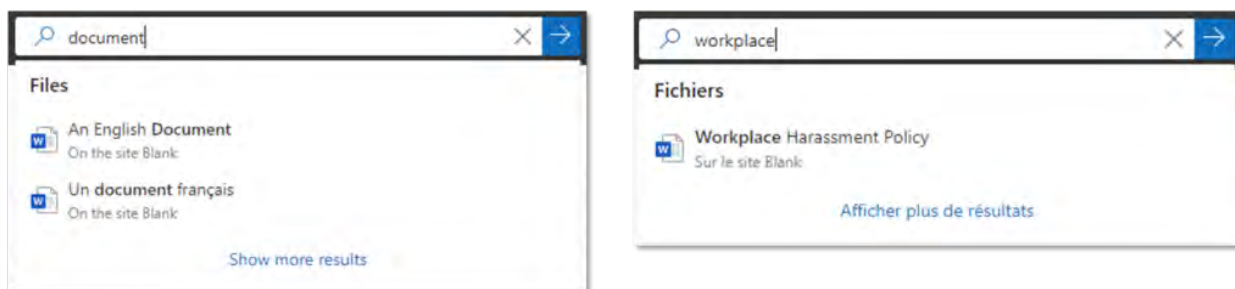 document
Files
An English Document
On the site Blank
Un document français
On the site Blank
Show more results
workplace
Fichiers
Workplace Harassment Policy
Sur le site Blank
Afficher plus de résultats